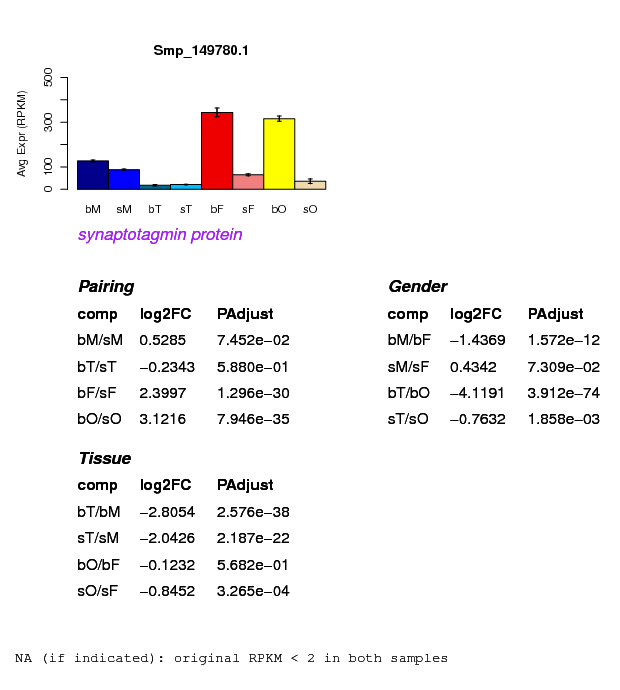 Smp_149780.1
Avg Expr (RPKM)
500
300
100
0
bM sM bT sT bF sF bO sO
synaptotagmin protein
Pairing
comp log2FC PAdjust
bM/sM 0.5285 7.452e−02
bT/sT −0.2343 5.880e−01
bF/sF 2.3997 1.296e−30
bO/sO 3.1216 7.946e−35
Gender
comp log2FC PAdjust
bM/bF −1.4369 1.572e−12
sM/sF 0.4342 7.309e−02
bT/bO −4.1191 3.912e−74
sT/sO −0.7632 1.858e−03
Tissue
comp log2FC PAdjust
bT/bM −2.8054 2.576e−38
sT/sM −2.0426 2.187e−22
bO/bF −0.1232 5.682e−01
sO/sF −0.8452 3.265e−04
NA (if indicated): original RPKM < 2 in both samples